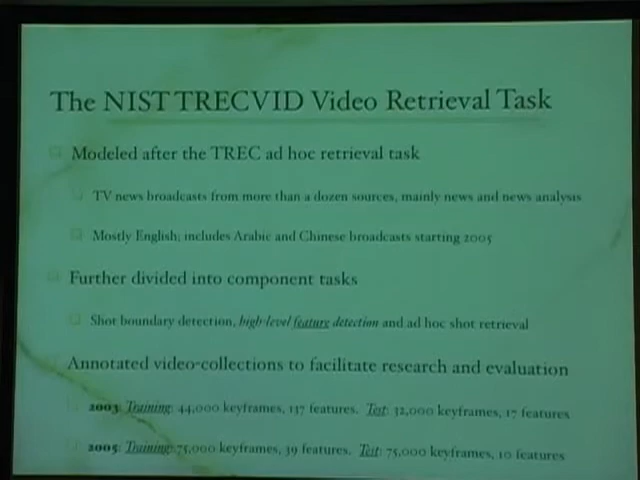 The NIST TRECVID Video Retrieval Task
Modeled after the TREC ad hoc retrieval task
TV news broadcasts from more than a dozen sources, mainly news and news analysis
Mostly English; includes Arabic and Chinese broadcasts starting 2005
Further divided into component tasks
Shot boundary detection, high-level feature detection and ad hoc shot retrieval
Annotated video-collections to facilitate research and evaluation
2003: Training: 44,000 keyframes, 137 features. Test: 32,000 keyframes, 17 features
2005: Training: 75,000 keyframes, 39 features. Test: 75,000 keyframes, 10 features